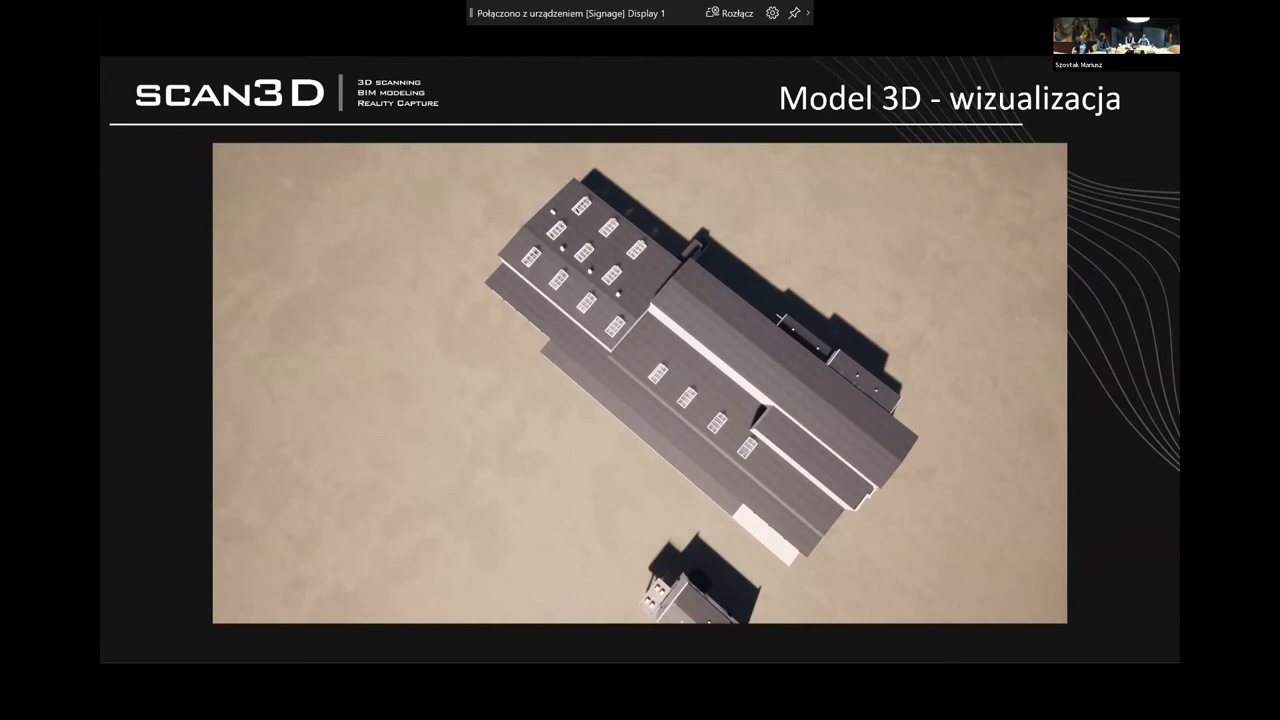 Połączono z urządzeniem [Signage] Display 1
Rozłącz
Szostak Mariusz
SCAN3D
3D scanning
BIM modeling
Reality Capture
Model 3D - wizualizacja